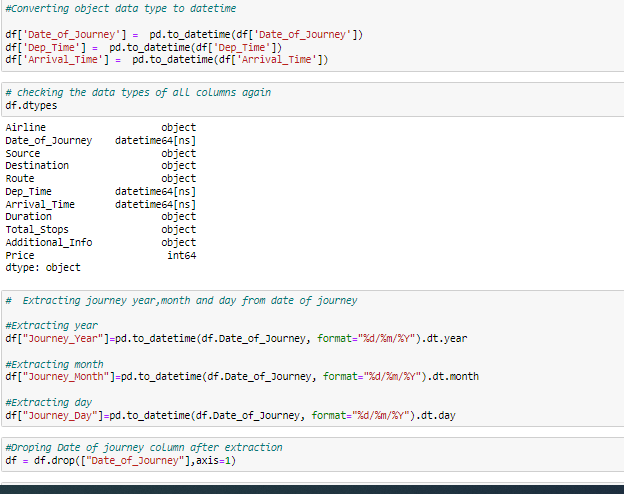 #Converting object data type to datetime
df['Date_of_Journey'] =  pd.to_datetime(df['Date_of_Journey'])
df['Dep_Time'] =  pd.to_datetime(df['Dep_Time'])
df['Arrival_Time'] =  pd.to_datetime(df['Arrival_Time'])
# checking the data types of all columns again
df.dtypes
Airline                    object
Date_of_Journey    datetime64[ns]
Source                     object
Destination                object
Route                      object
Dep_Time           datetime64[ns]
Arrival_Time       datetime64[ns]
Duration                   object
Total_Stops                object
Additional_Info            object
Price                       int64
dtype: object
#  Extracting journey year,month and day from date of journey
#Extracting year
df["Journey_Year"]=pd.to_datetime(df.Date_of_Journey, format="%d/%m/%Y").dt.year
#Extracting month
df["Journey_Month"]=pd.to_datetime(df.Date_of_Journey, format="%d/%m/%Y").dt.month
#Extracting day
df["Journey_Day"]=pd.to_datetime(df.Date_of_Journey, format="%d/%m/%Y").dt.day
#Droping Date of journey column after extraction
df = df.drop(["Date_of_Journey"],axis=1)